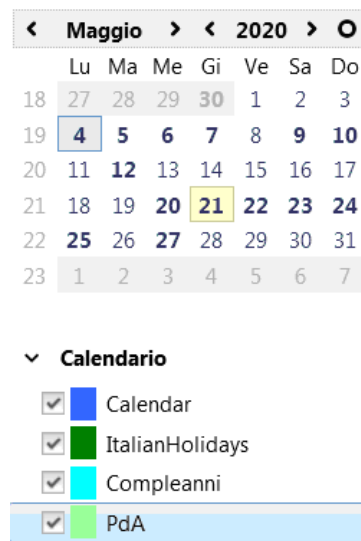 Maggio 2020
Lu Ma Me Gi Ve Sa Do
18 27 28 29 30 1 2 3
19 4 5 6 7 8 9 10
20 11 12 13 14 15 16 17
21 18 19 20 21 22 23 24
22 25 26 27 28 29 30 31
23 1 2 3 4 5 6 7
Calendario
Calendar
ItalianHolidays
Compleanni
PdA